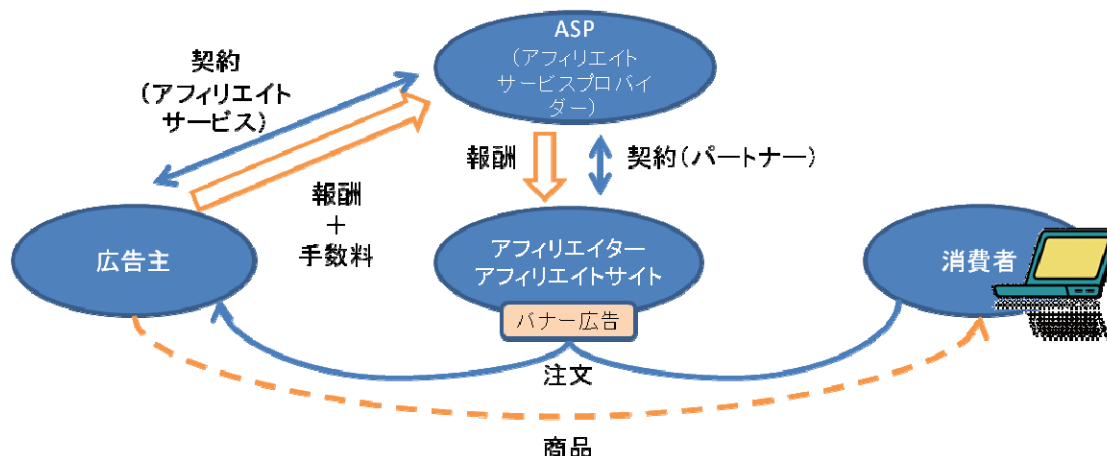 ASP
(アフィリエイト
サービスプロバイ
ダー)
契約
(アフィリエイト
サービス)
報酬
契約(パートナー)
報酬
+
手数料
広告主
アフィリエイター
アフィリエイトサイト
消費者
バナー広告
注文
商品